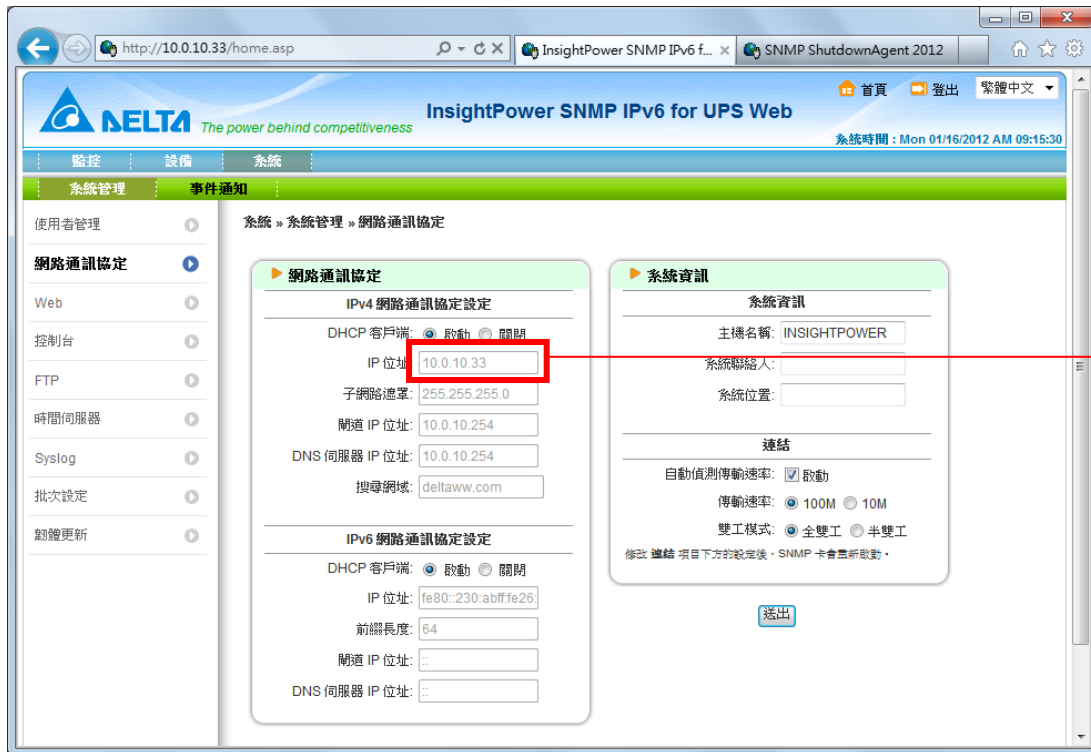 http://10.0.10.33/home.asp
InsightPower SNMP IPv6 f...
SNMP ShutdownAgent 2012
首頁 登出 繁體中文
DELTA The power behind competitiveness
InsightPower SNMP IPv6 for UPS Web
系統時間 : Mon 01/16/2012 AM 09:15:30
監控 設備 系統
系統管理 事件通知
使用者管理
網路通訊協定
Web
控制台
FTP
時間伺服器
Syslog
批次設定
韌體更新
系統 » 系統管理 » 網路通訊協定
網路通訊協定
IPv4 網路通訊協定設定
DHCP 客戶端: 啟動 關閉
IP 位址: 10.0.10.33
子網路遮罩: 255.255.255.0
閘道 IP 位址: 10.0.10.254
DNS 伺服器 IP 位址: 10.0.10.254
搜尋網域: deltaww.com
IPv6 網路通訊協定設定
DHCP 客戶端: 啟動 關閉
IP 位址: fe80::230:abff:fe26:
前綴長度: 64
閘道 IP 位址: ::
DNS 伺服器 IP 位址: ::
系統資訊
系統資訊
主機名稱: INSIGHTPOWER
系統聯絡人:
系統位置:
連結
自動偵測傳輸速率: 啟動
傳輸速率: 100M 10M
雙工模式: 全雙工 半雙工
修改 連結 項目下方的設定後，SNMP 卡會重新啟動。
送出